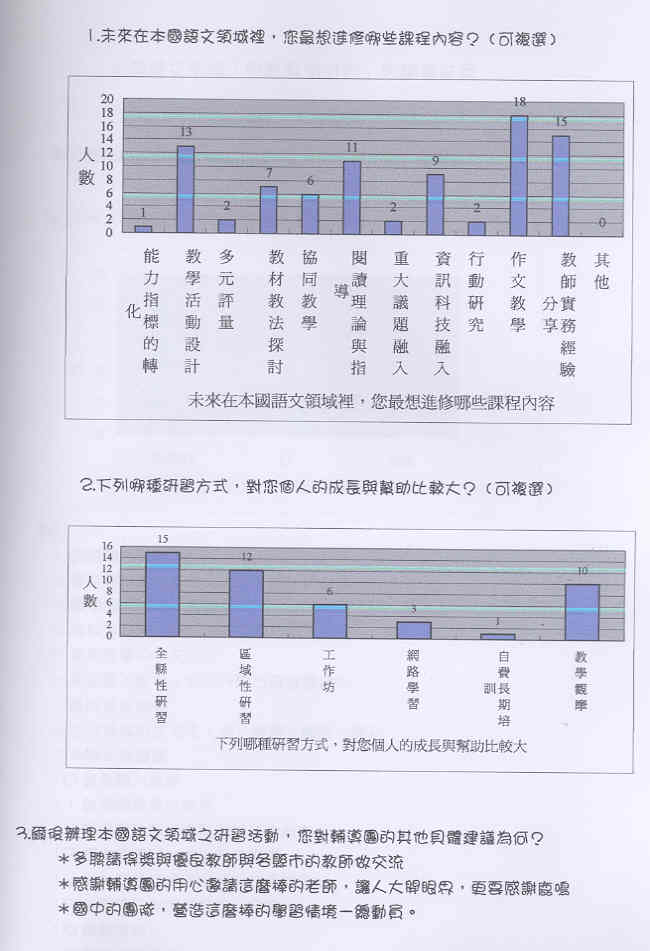 1.未來在本國語文領域裡，您最想進修哪些課程內容？（可複選）
20
18
16
14
12
10
8
6
4
2
0
人數
1
13
2
7
6
11
2
9
2
18
15
0
能力指標的轉化
教學活動設計
多元評量
教材教法探討
協同教學
閱讀理論與指導
重大議題融入
資訊科技融入
行動研究
作文教學
教師實務經驗分享
其他
未來在本國語文領域裡，您最想進修哪些課程內容
2.下列哪種研習方式，對您個人的成長與幫助比較大？（可複選）
16
14
12
10
8
6
4
2
0
人數
15
12
6
3
1
10
全縣性研習
區域性研習
工作坊
網路學習
自費長期培訓
教學觀摩
下列哪種研習方式，對您個人的成長與幫助比較大
3.爾後辦理本國語文領域之研習活動，您對輔導團的其他具體建議為何？
＊多聘請得獎與優良教師與各縣市的教師做交流
＊感謝輔導團的用心邀請這麼棒的老師，讓人大開眼界，更要感謝鹿鳴
＊國中的團隊，營造這麼棒的學習情境－總動員。